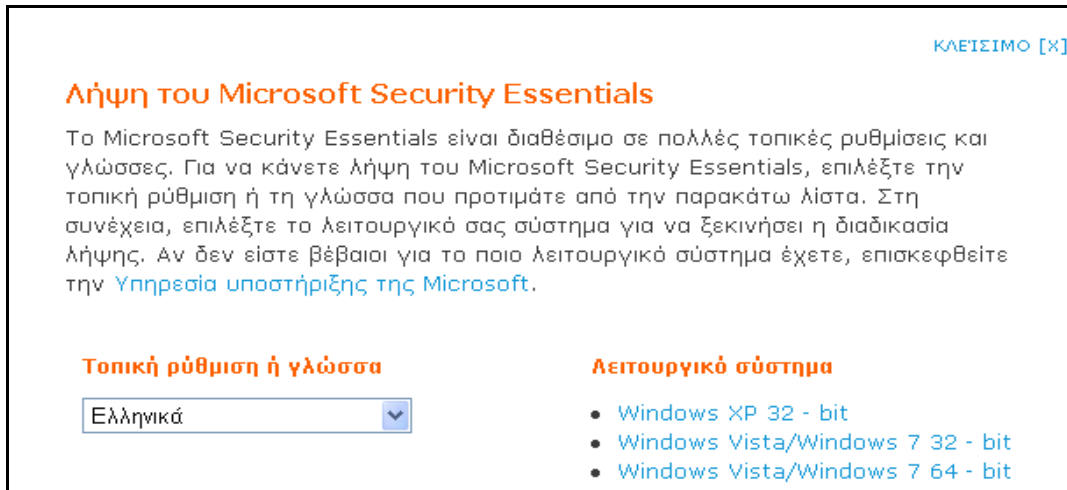 ΚΛΕΊΣΙΜΟ [X]
Λήψη του Microsoft Security Essentials
Το Microsoft Security Essentials είναι διαθέσιμο σε πολλές τοπικές ρυθμίσεις και
γλώσσες. Για να κάνετε λήψη του Microsoft Security Essentials, επιλέξτε την
τοπική ρύθμιση ή τη γλώσσα που προτιμάτε από την παρακάτω λίστα. Στη
συνέχεια, επιλέξτε το λειτουργικό σας σύστημα για να ξεκινήσει η διαδικασία
λήψης. Αν δεν είστε βέβαιοι για το ποιο λειτουργικό σύστημα έχετε, επισκεφθείτε
την Υπηρεσία υποστήριξης της Microsoft.
Τοπική ρύθμιση ή γλώσσα
Ελληνικά
Λειτουργικό σύστημα
• Windows XP 32 - bit
• Windows Vista/Windows 7 32 - bit
• Windows Vista/Windows 7 64 - bit